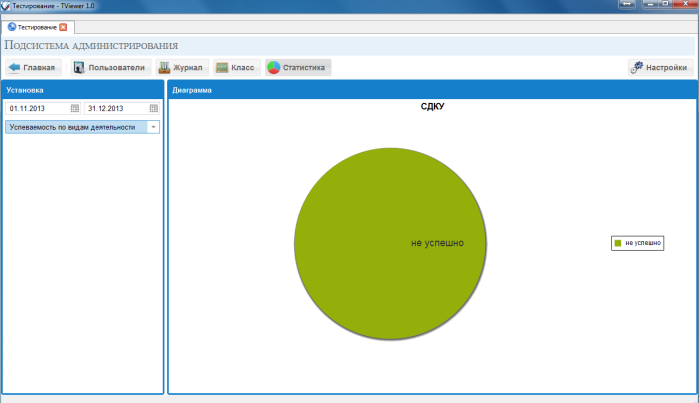 Тестирование - TViewer 1.0
Тестирование
Подсистема администрирования
Главная
Пользователи
Журнал
Класс
Статистика
Настройки
Установка
Диаграмма
01.11.2013
31.12.2013
Успеваемость по видам деятельности
СДКУ
не успешно
не успешно